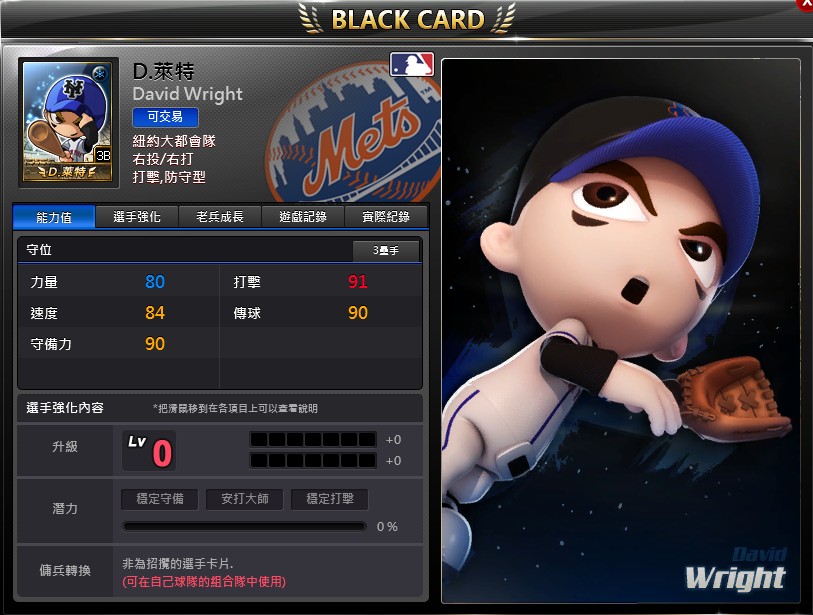 BLACK CARD
X
D.萊特
David Wright
可交易
紐約大都會隊
右投/右打
打擊,防守型
Mets
NY
3B
D.萊特
能力值 選手強化 老兵成長 遊戲記錄 實際紀錄
守位 3壘手
力量 80 打擊 91
速度 84 傳球 90
守備力 90
選手強化內容 *把滑鼠移到在各項目上可以查看說明
升級 Lv 0 +0
+0
潛力 穩定守備 安打大師 穩定打擊
0 %
傭兵轉換 非為招攬的選手卡片.
(可在自己球隊的組合隊中使用)
David
Wright